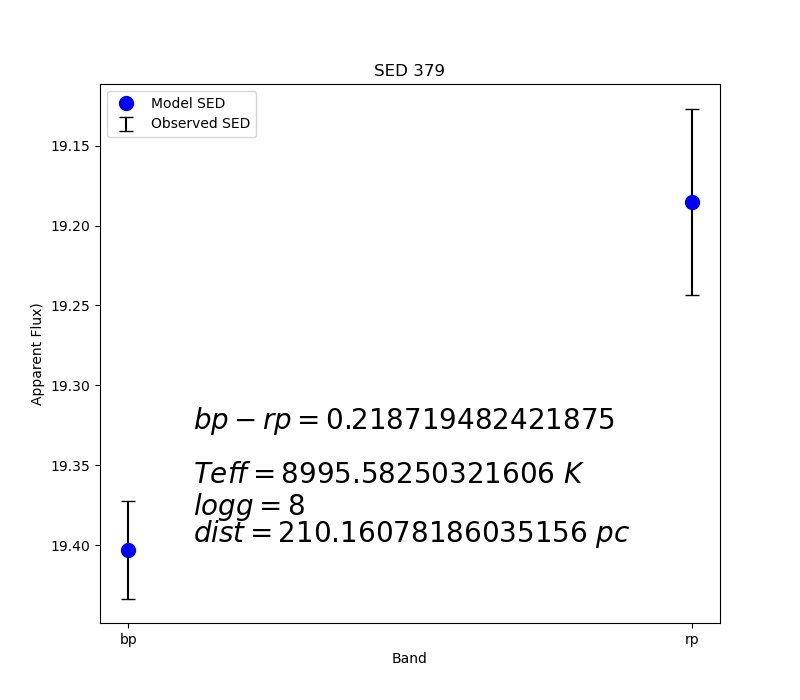 SED 379
Model SED
Observed SED
19.15
19.20
19.25
19.30
19.35
19.40
Apparent Flux)
bp − rp = 0.218719482421875
Teff = 8995.58250321606 K
logg = 8
dist = 210.16078186035156 pc
bp
rp
Band